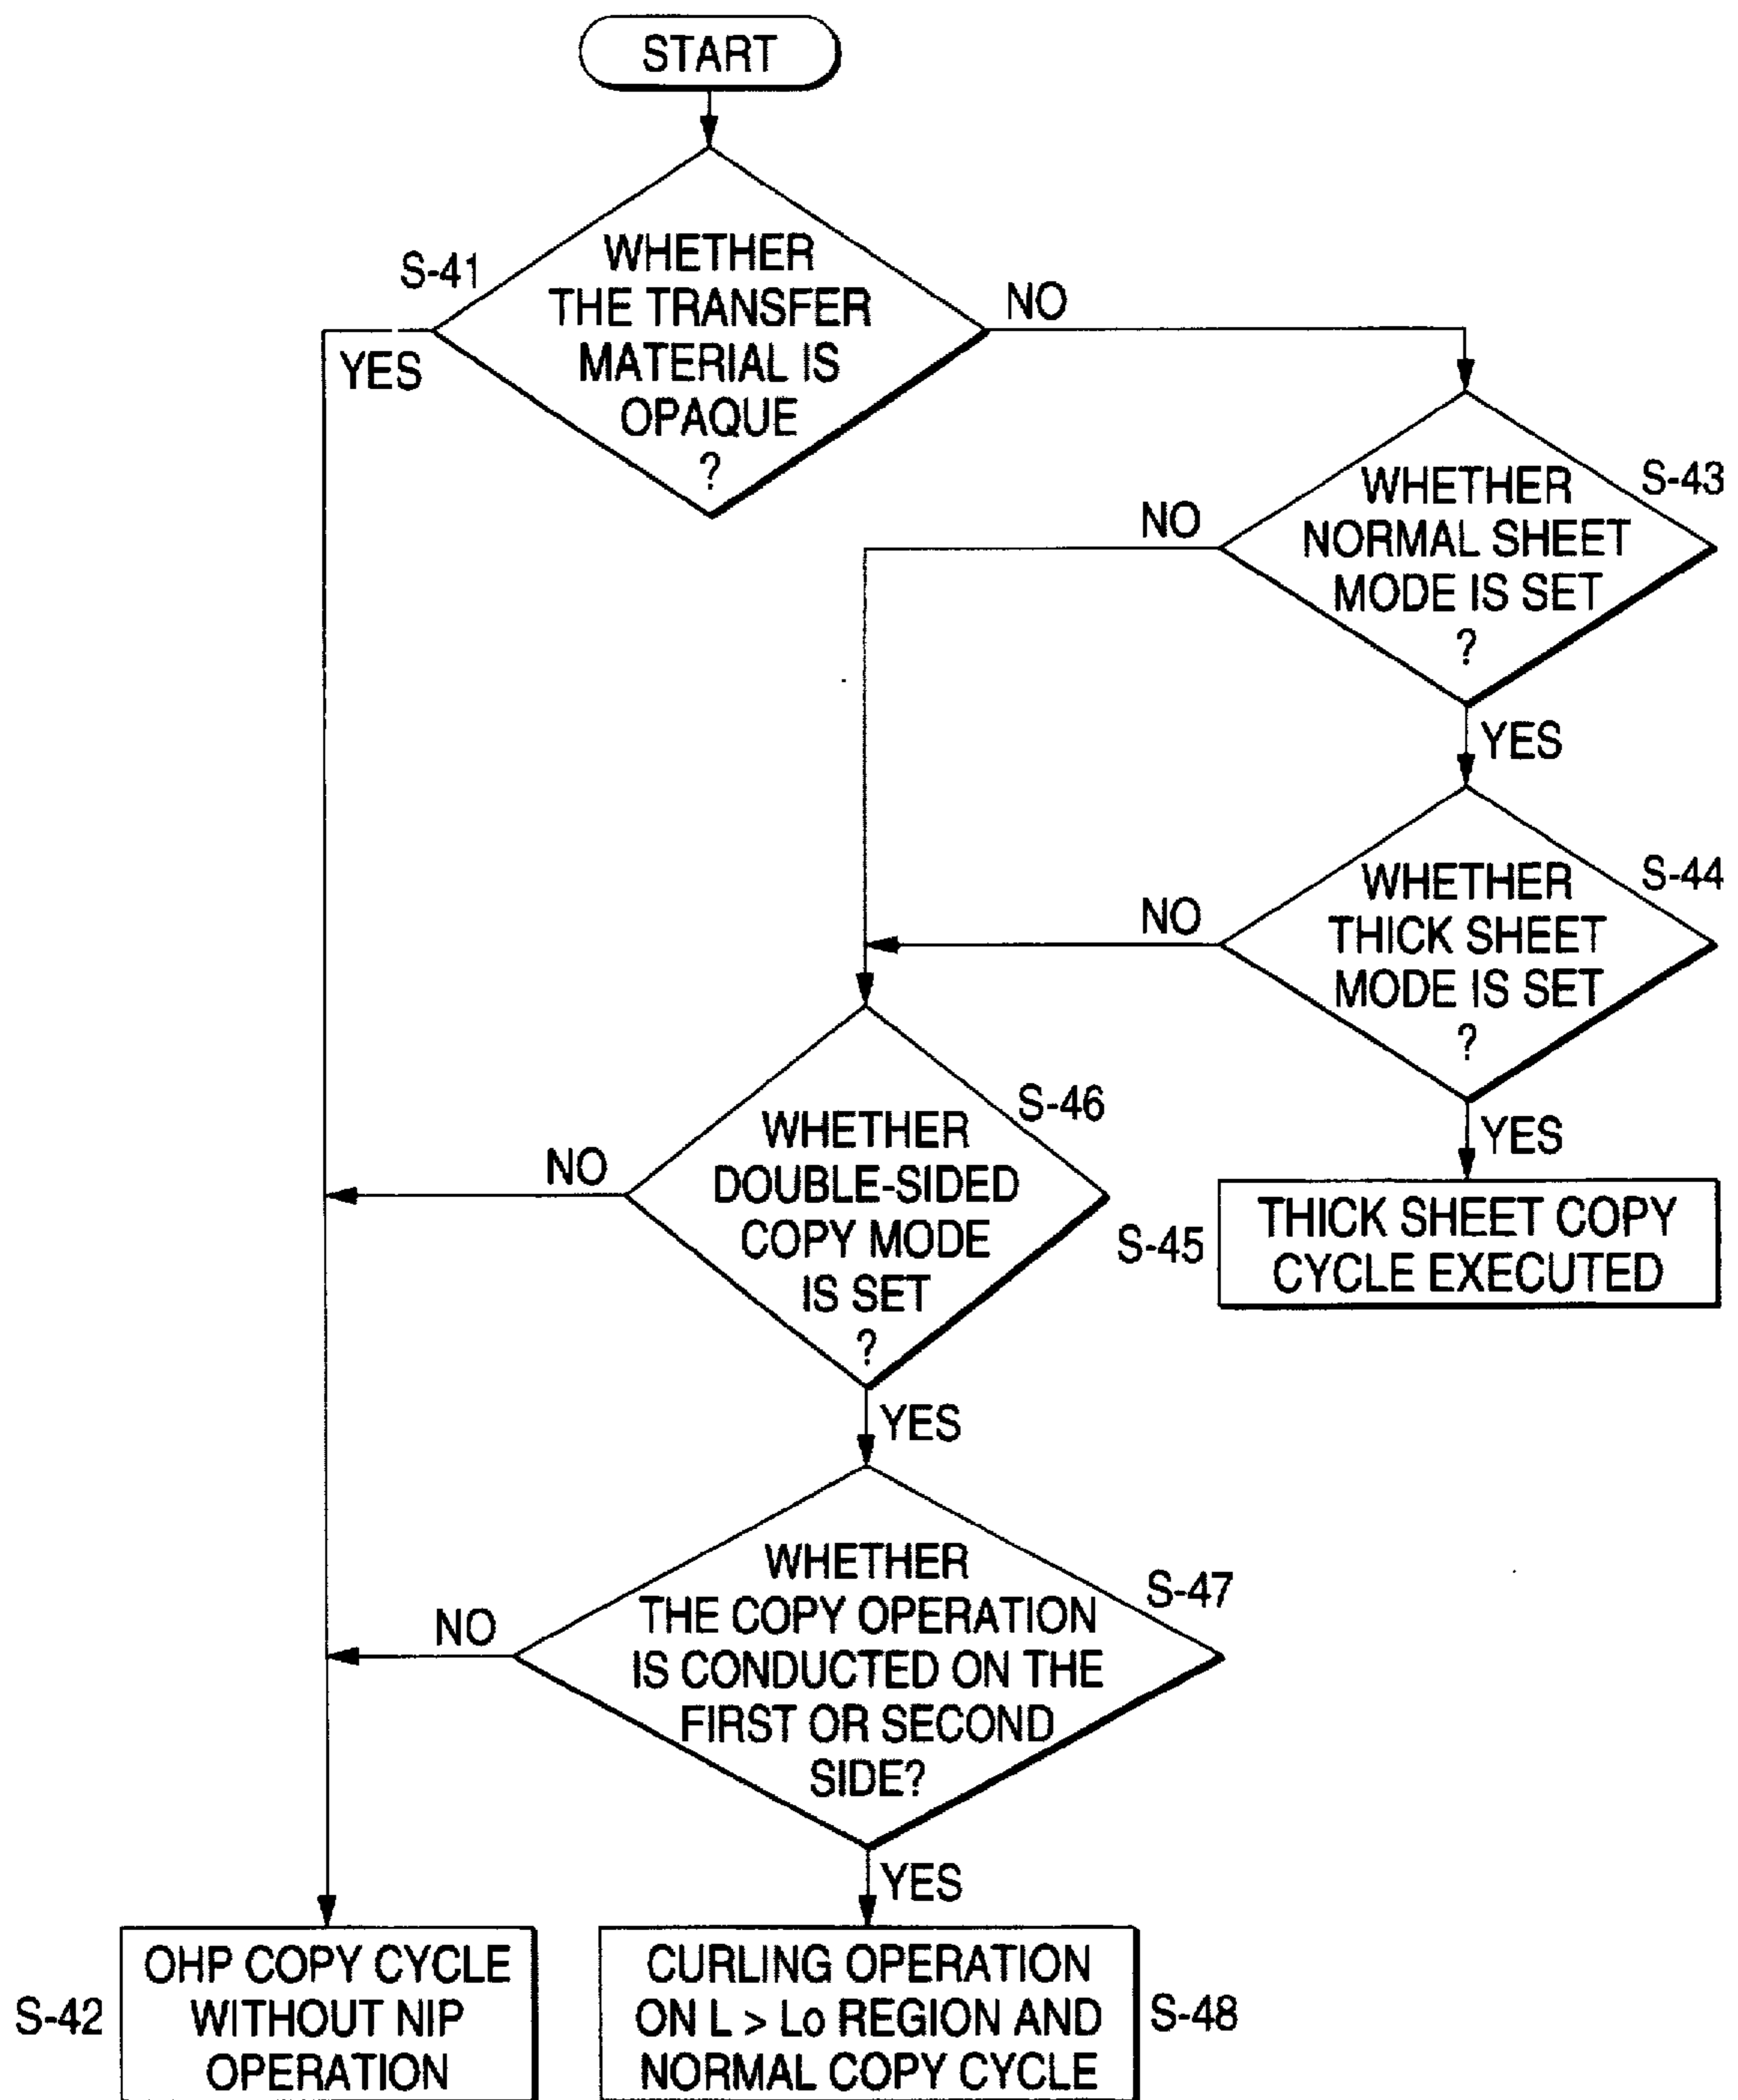 START
S-41
WHETHER
THE TRANSFER
MATERIAL IS
OPAQUE
?
YES
NO
S-43
WHETHER
NORMAL SHEET
MODE IS SET
?
NO
YES
S-44
WHETHER
THICK SHEET
MODE IS SET
?
NO
YES
S-45
THICK SHEET COPY
CYCLE EXECUTED
S-46
WHETHER
DOUBLE-SIDED
COPY MODE
IS SET
?
NO
YES
S-47
WHETHER
THE COPY OPERATION
IS CONDUCTED ON THE
FIRST OR SECOND
SIDE?
NO
YES
S-42
OHP COPY CYCLE
WITHOUT NIP
OPERATION
CURLING OPERATION
ON L > Lo REGION AND
NORMAL COPY CYCLE
S-48